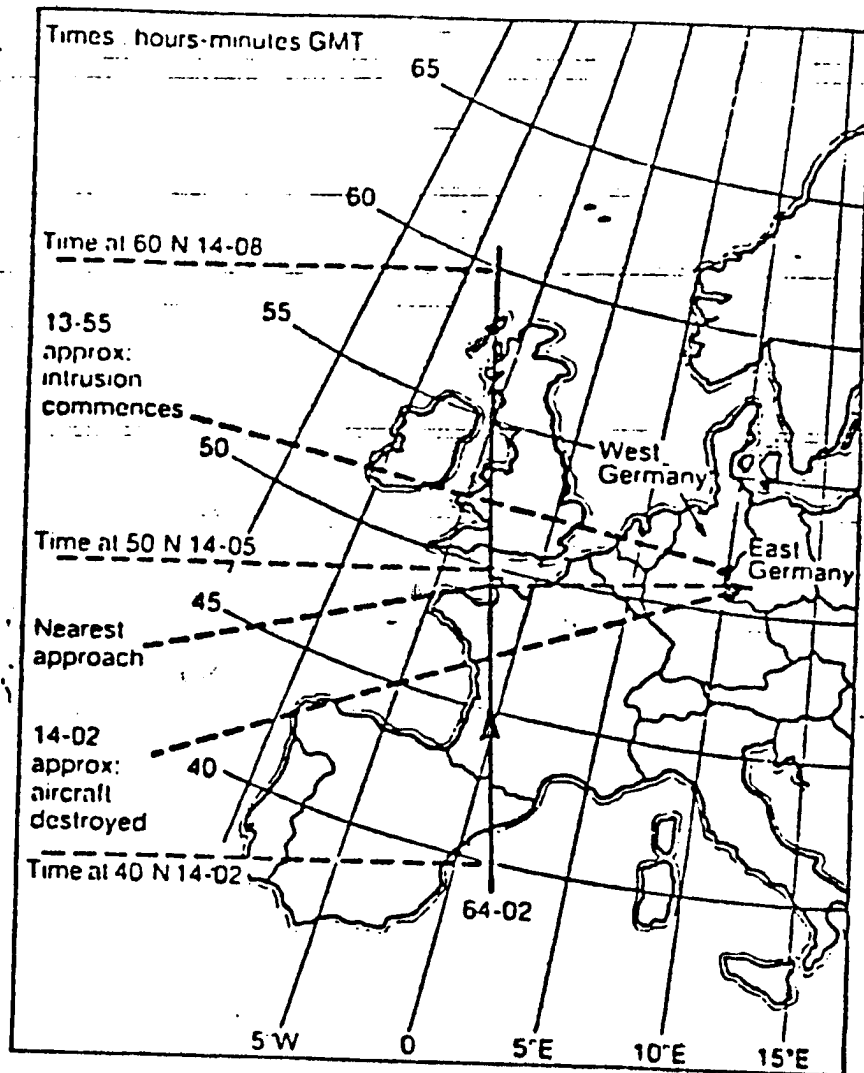 Times hours-minutes GMT
65
60
Time at 60 N 14-08
55
13-55
approx:
intrusion
commences
50
West
Germany
Time at 50 N 14-05
East
Germany
45
Nearest
approach
14-02
approx:
aircraft
destroyed
40
Time at 40 N 14-02
64-02
5°W
0
5°E
10°E
15°E